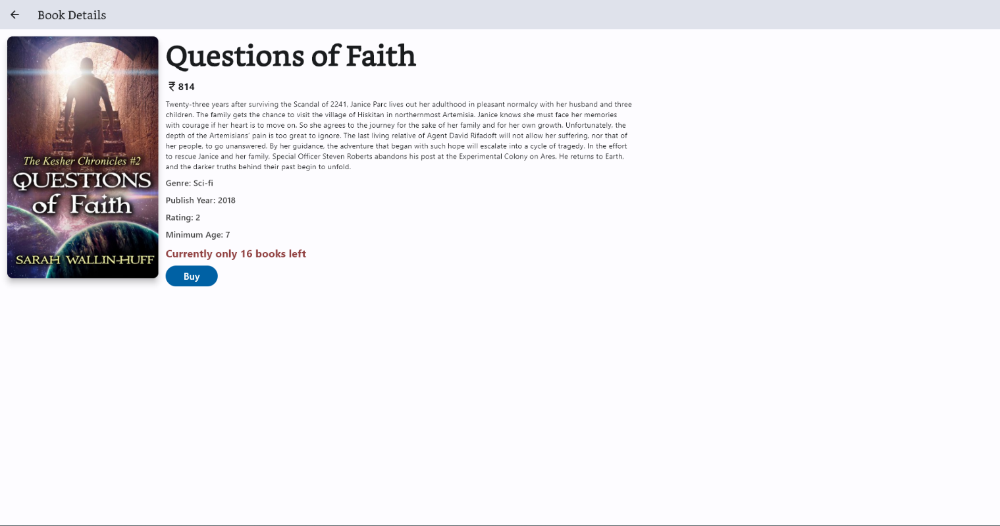 Book Details
The Kesher Chronicles #2
QUESTIONS
of Faith
SARAH WALLIN-HUFF
Questions of Faith
₹ 814
Twenty-three years after surviving the Scandal of 2241, Janice Parc lives out her adulthood in pleasant normalcy with her husband and three
children. The family gets the chance to visit the village of Hiskitan in northernmost Artemisia. Janice knows she must face her memories
with courage if her heart is to move on. So she agrees to the journey for the sake of her family and for her own growth. Unfortunately, the
depth of the Artemisians' pain is too great to ignore. The last living relative of Agent David Rifadoft will not allow her suffering, nor that of
her people, to go unanswered. By her guidance, the adventure that began with such hope will escalate into a cycle of tragedy. In the effort
to rescue Janice and her family, Special Officer Steven Roberts abandons his post at the Experimental Colony on Ares. He returns to Earth,
and the darker truths behind their past begin to unfold.
Genre: Sci-fi
Publish Year: 2018
Rating: 2
Minimum Age: 7
Currently only 16 books left
Buy